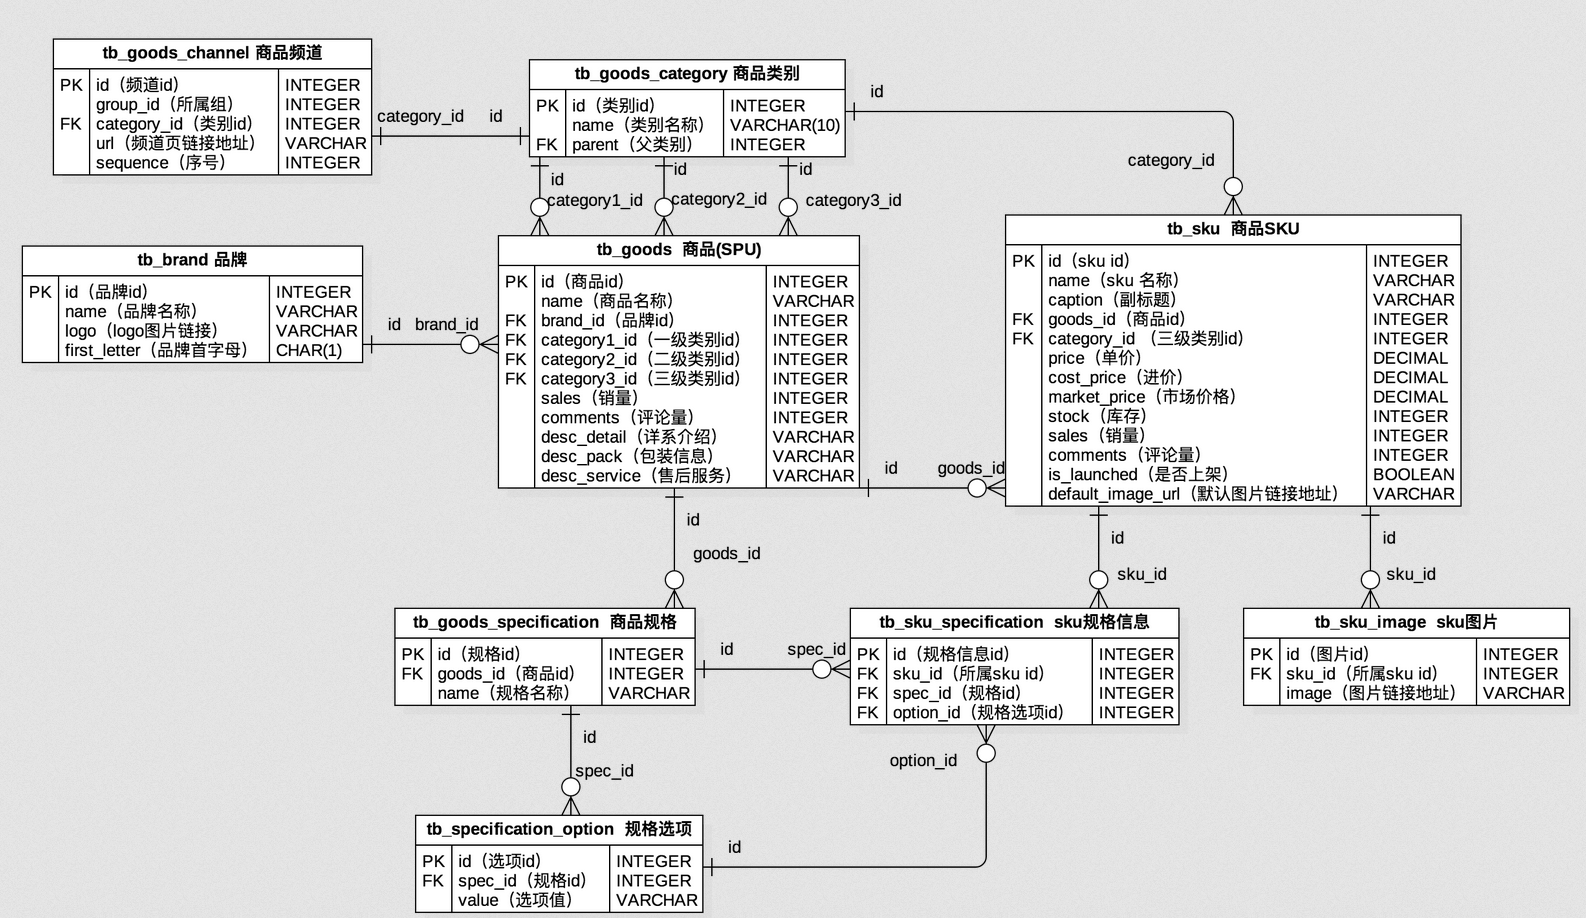 tb_goods_channel 商品频道
PK id（频道id） INTEGER
group_id（所属组） INTEGER
FK category_id（类别id） INTEGER
url（频道页链接地址） VARCHAR
sequence（序号） INTEGER
category_id id
tb_goods_category 商品类别
PK id（类别id） INTEGER
name（类别名称） VARCHAR(10)
FK parent（父类别） INTEGER
id
category_id
id
category1_id
id
category2_id
id
category3_id
tb_brand 品牌
PK id（品牌id） INTEGER
name（品牌名称） VARCHAR
logo（logo图片链接） VARCHAR
first_letter（品牌首字母） CHAR(1)
id brand_id
tb_goods 商品(SPU)
PK id（商品id） INTEGER
name（商品名称） VARCHAR
FK brand_id（品牌id） INTEGER
FK category1_id（一级类别id） INTEGER
FK category2_id（二级类别id） INTEGER
FK category3_id（三级类别id） INTEGER
sales（销量） INTEGER
comments（评论量） INTEGER
desc_detail（详系介绍） VARCHAR
desc_pack（包装信息） VARCHAR
desc_service（售后服务） VARCHAR
id goods_id
tb_sku 商品SKU
PK id（sku id） INTEGER
name（sku 名称） VARCHAR
caption（副标题） VARCHAR
FK goods_id（商品id） INTEGER
FK category_id （三级类别id） INTEGER
price（单价） DECIMAL
cost_price（进价） DECIMAL
market_price（市场价格） DECIMAL
stock（库存） INTEGER
sales（销量） INTEGER
comments（评论量） INTEGER
is_launched（是否上架） BOOLEAN
default_image_url（默认图片链接地址） VARCHAR
id
goods_id
id
sku_id
id
sku_id
tb_goods_specification 商品规格
PK id（规格id） INTEGER
FK goods_id（商品id） INTEGER
name（规格名称） VARCHAR
id spec_id
tb_sku_specification sku规格信息
PK id（规格信息id） INTEGER
FK sku_id（所属sku id） INTEGER
FK spec_id（规格id） INTEGER
FK option_id（规格选项id） INTEGER
tb_sku_image sku图片
PK id（图片id） INTEGER
FK sku_id（所属sku id） INTEGER
image（图片链接地址） VARCHAR
id
spec_id
option_id
tb_specification_option 规格选项
PK id（选项id） INTEGER
FK spec_id（规格id） INTEGER
value（选项值） VARCHAR
id